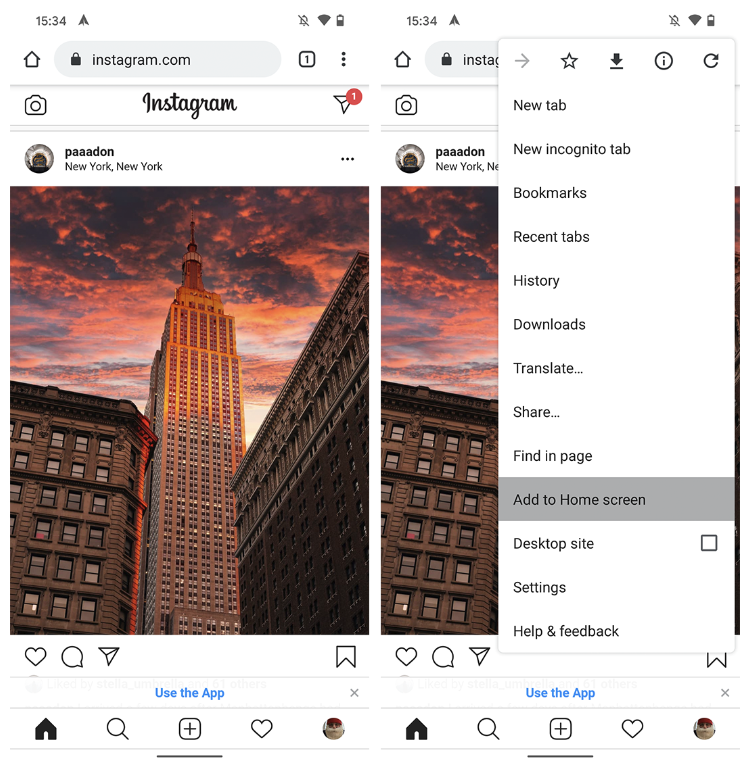 15:34
1
instagram.com
Instagram
1
paaadon
New York, New York
Liked by stella_umbrella and 61 others
Use the App
15:34
instag
paaadon
New York, Ne
New tab
New incognito tab
Bookmarks
Recent tabs
History
Downloads
Translate...
Share...
Find in page
Add to Home screen
Desktop site
Settings
Help & feedback
Liked by stella_umbrella and 61 others
Use the App